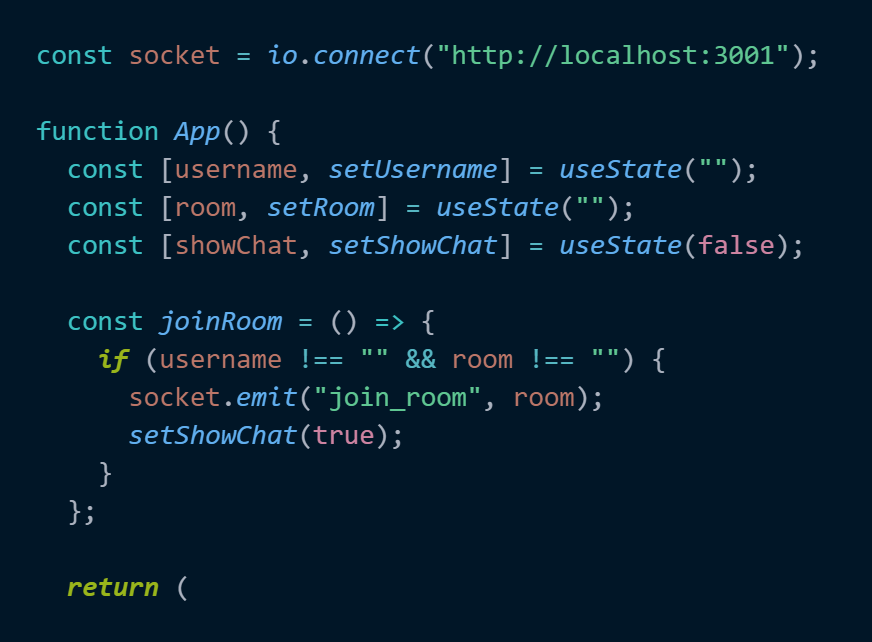 const socket = io.connect("http://localhost:3001");
function App() {
  const [username, setUsername] = useState("");
  const [room, setRoom] = useState("");
  const [showChat, setShowChat] = useState(false);
  const joinRoom = () => {
    if (username !== "" && room !== "") {
      socket.emit("join_room", room);
      setShowChat(true);
    }
  };
  return (